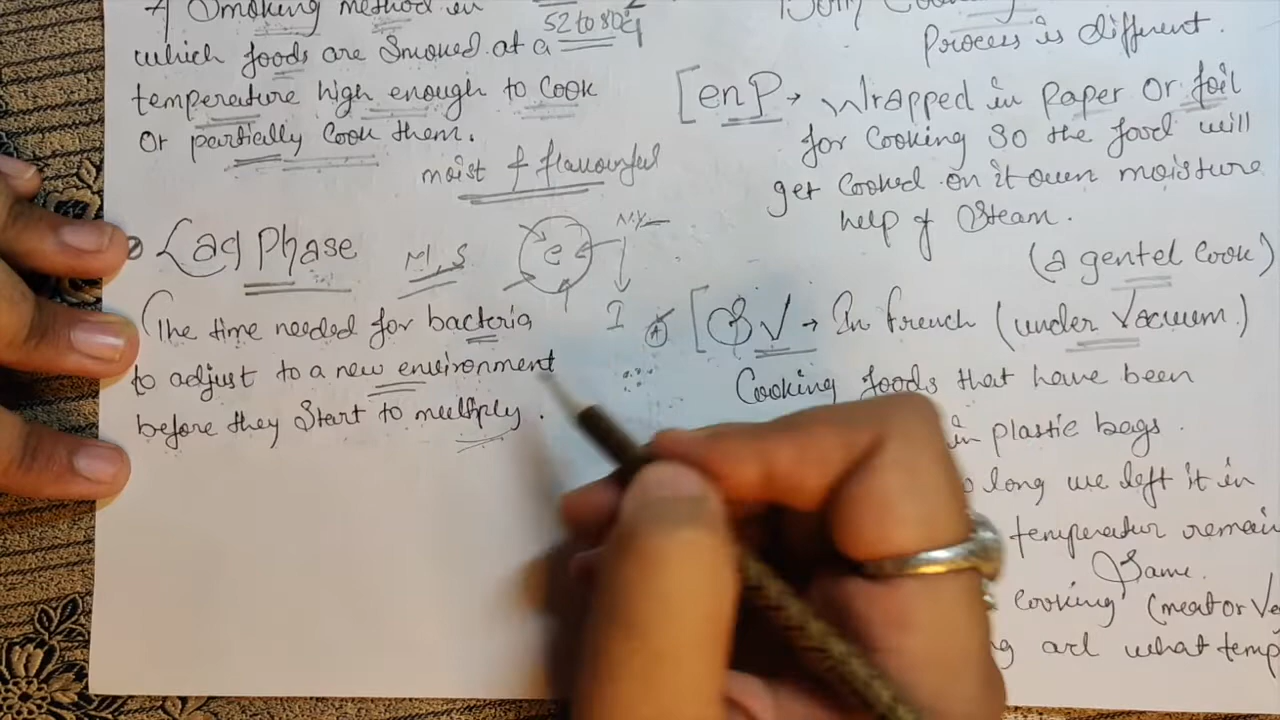 A Smoking method in
52 to 80°C
which foods are Smoked at a
temperature high enough to Cook
Or partially Cook them.
moist & flavourful
Lag Phase
e
I
The time needed for bacteria
to adjust to a new environment
before they Start to multiply.
Process is different.
enP → Wrapped in Paper Or foil
for Cooking So the food will
get Cooked on it own moisture
help of Steam.
(a gentel Cook)
A
SV → In french (under Vacuum.)
Cooking foods that have been
in plastic bags.
long we left it in
temperatur remain
Same.
Cooking (meat or Ve
what temp